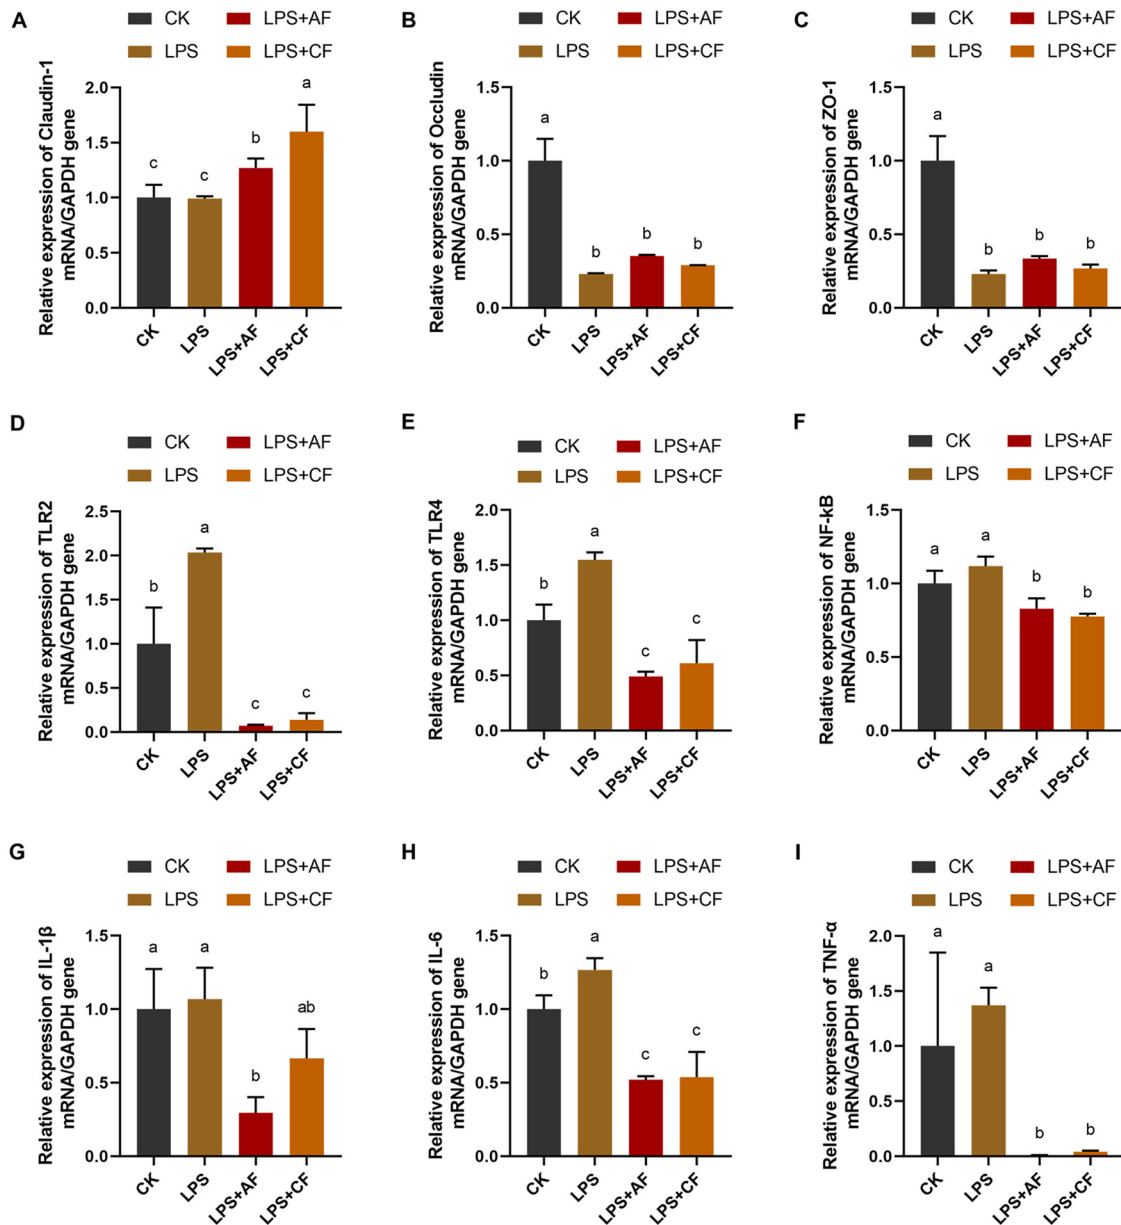 A
CK
LPS+AF
LPS
LPS+CF
Relative expression of Claudin-1
mRNA/GAPDH gene
2.0
1.5
1.0
0.5
0.0
c
c
b
a
CK
LPS
LPS+AF
LPS+CF
B
CK
LPS+AF
LPS
LPS+CF
Relative expression of Occludin
mRNA/GAPDH gene
1.5
1.0
0.5
0.0
a
b
b
b
CK
LPS
LPS+AF
LPS+CF
C
CK
LPS+AF
LPS
LPS+CF
Relative expression of ZO-1
mRNA/GAPDH gene
1.5
1.0
0.5
0.0
a
b
b
b
CK
LPS
LPS+AF
LPS+CF
D
CK
LPS+AF
LPS
LPS+CF
Relative expression of TLR2
mRNA/GAPDH gene
2.5
2.0
1.5
1.0
0.5
0.0
b
a
c
c
CK
LPS
LPS+AF
LPS+CF
E
CK
LPS+AF
LPS
LPS+CF
Relative expression of TLR4
mRNA/GAPDH gene
2.0
1.5
1.0
0.5
0.0
b
a
c
c
CK
LPS
LPS+AF
LPS+CF
F
CK
LPS+AF
LPS
LPS+CF
Relative expression of NF-kB
mRNA/GAPDH gene
1.5
1.0
0.5
0.0
a
a
b
b
CK
LPS
LPS+AF
LPS+CF
G
CK
LPS+AF
LPS
LPS+CF
Relative expression of IL-1β
mRNA/GAPDH gene
1.5
1.0
0.5
0.0
a
a
b
ab
CK
LPS
LPS+AF
LPS+CF
H
CK
LPS+AF
LPS
LPS+CF
Relative expression of IL-6
mRNA/GAPDH gene
1.5
1.0
0.5
0.0
b
a
c
c
CK
LPS
LPS+AF
LPS+CF
I
CK
LPS+AF
LPS
LPS+CF
Relative expression of TNF-α
mRNA/GAPDH gene
2.0
1.5
1.0
0.5
0.0
a
a
b
b
CK
LPS
LPS+AF
LPS+CF